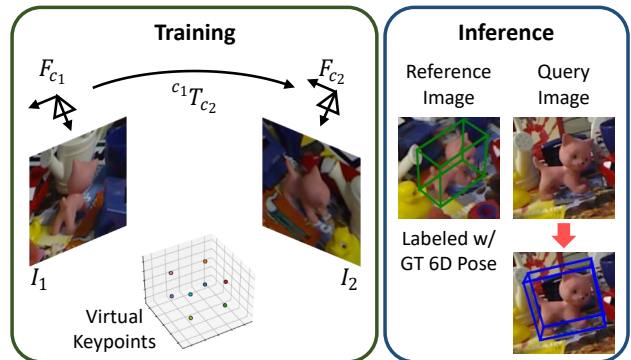 Training
F_{c_1}
^{c_1}T_{c_2}
F_{c_2}
I_1
I_2
Virtual
Keypoints
Inference
Reference
Image
Query
Image
Labeled w/
GT 6D Pose